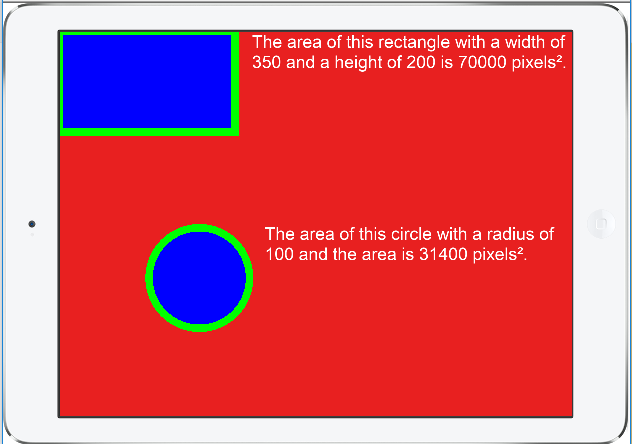 The area of this rectangle with a width of
350 and a height of 200 is 70000 pixels².
The area of this circle with a radius of
100 and the area is 31400 pixels².